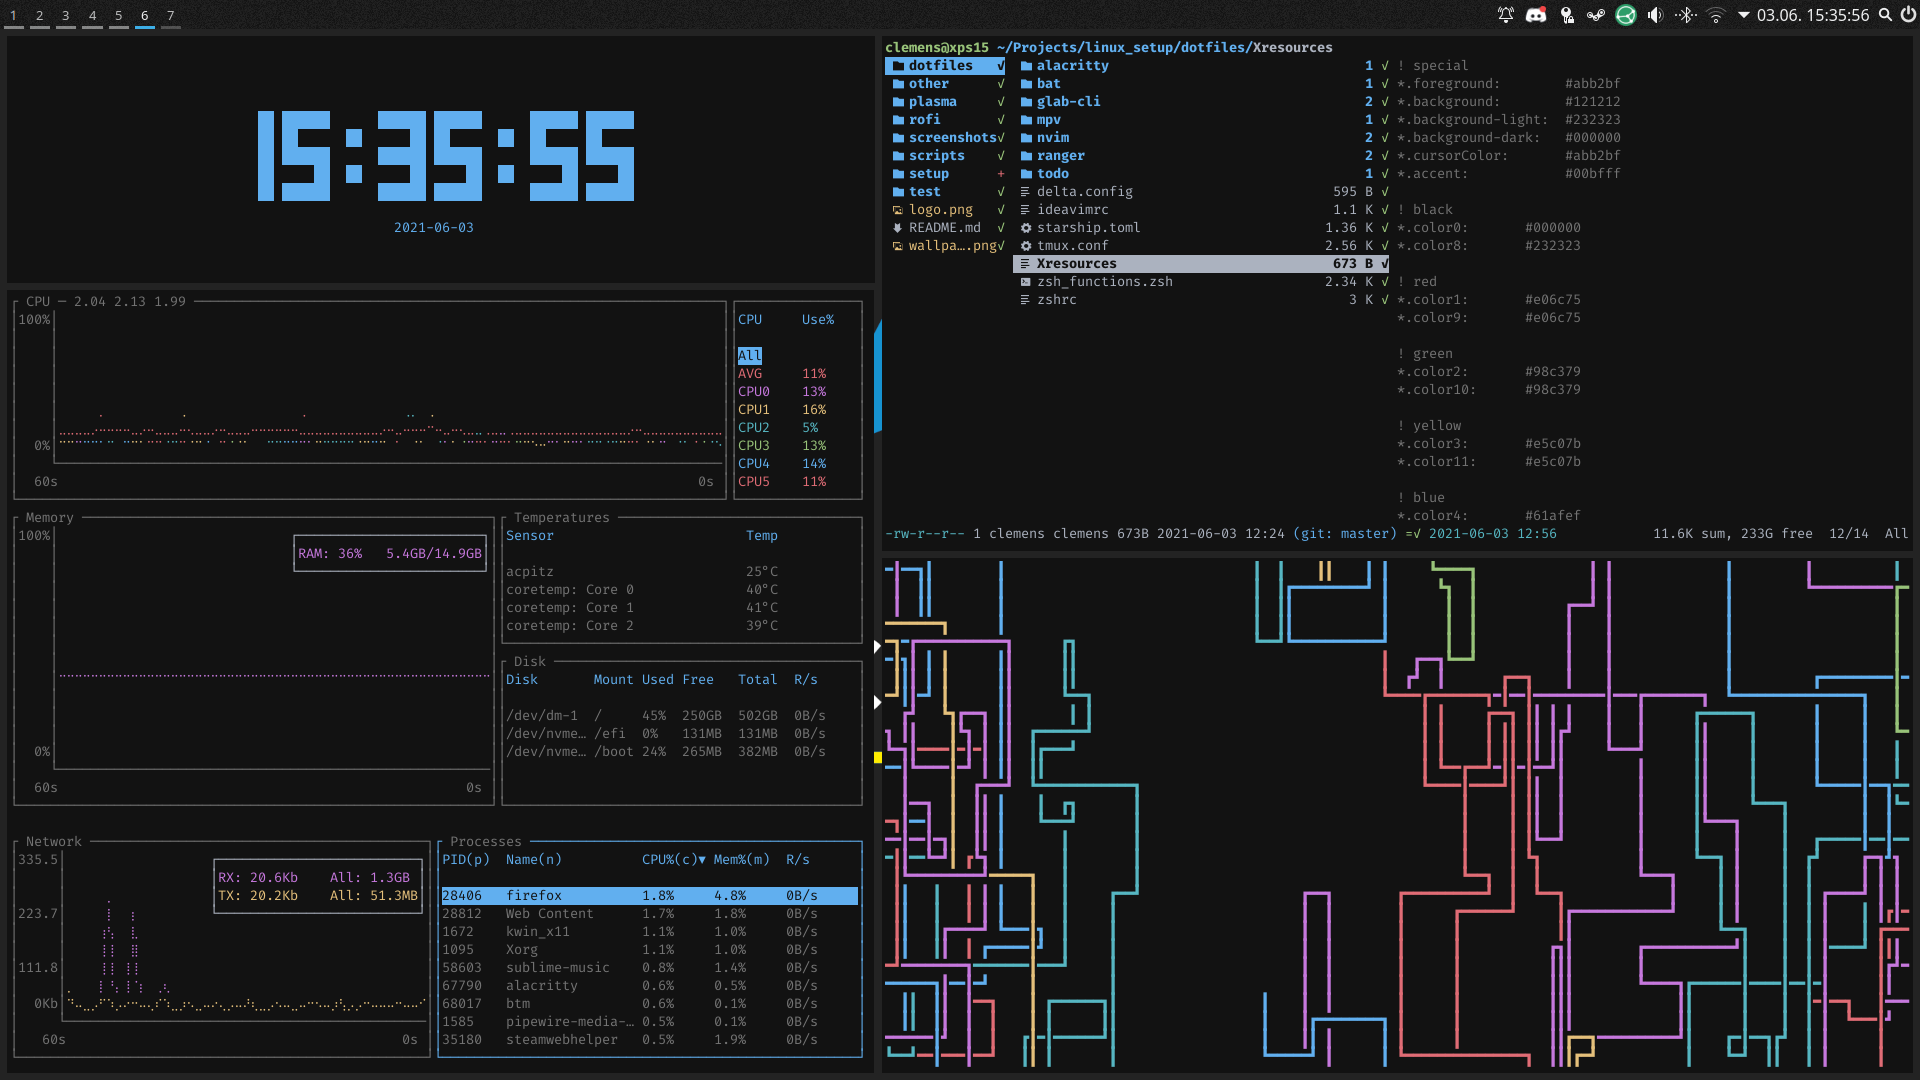 1 2 3 4 5 6 7
03.06. 15:35:56
15:35:55
2021-06-03
CPU — 2.04 2.13 1.99
100%
0%
60s 0s
CPU Use%
All
AVG 11%
CPU0 13%
CPU1 16%
CPU2 5%
CPU3 13%
CPU4 14%
CPU5 11%
Memory
100%
RAM: 36% 5.4GB/14.9GB
0%
60s 0s
Temperatures
Sensor Temp
acpitz 25°C
coretemp: Core 0 40°C
coretemp: Core 1 41°C
coretemp: Core 2 39°C
Disk
Disk Mount Used Free Total R/s
/dev/dm-1 / 45% 250GB 502GB 0B/s
/dev/nvme… /efi 0% 131MB 131MB 0B/s
/dev/nvme… /boot 24% 265MB 382MB 0B/s
Network
335.5
RX: 20.6Kb All: 1.3GB
TX: 20.2Kb All: 51.3MB
223.7
111.8
0Kb
60s 0s
Processes
PID(p) Name(n) CPU%(c)▼ Mem%(m) R/s
28406 firefox 1.8% 4.8% 0B/s
28812 Web Content 1.7% 1.8% 0B/s
1672 kwin_x11 1.1% 1.0% 0B/s
1095 Xorg 1.1% 1.0% 0B/s
58603 sublime-music 0.8% 1.4% 0B/s
67790 alacritty 0.6% 0.5% 0B/s
68017 btm 0.6% 0.1% 0B/s
1585 pipewire-media-… 0.5% 0.1% 0B/s
35180 steamwebhelper 0.5% 1.9% 0B/s
clemens@xps15 ~/Projects/linux_setup/dotfiles/Xresources
dotfiles √
other √
plasma √
rofi √
screenshots√
scripts √
setup +
test √
logo.png √
README.md √
wallpa….png√
alacritty 1 √
bat 1 √
glab-cli 2 √
mpv 1 √
nvim 2 √
ranger 2 √
todo 1 √
delta.config 595 B √
ideavimrc 1.1 K √
starship.toml 1.36 K √
tmux.conf 2.56 K √
Xresources 673 B √
zsh_functions.zsh 2.34 K √
zshrc 3 K √
! special
*.foreground: #abb2bf
*.background: #121212
*.background-light: #232323
*.background-dark: #000000
*.cursorColor: #abb2bf
*.accent: #00bfff
! black
*.color0: #000000
*.color8: #232323
! red
*.color1: #e06c75
*.color9: #e06c75
! green
*.color2: #98c379
*.color10: #98c379
! yellow
*.color3: #e5c07b
*.color11: #e5c07b
! blue
*.color4: #61afef
-rw-r--r-- 1 clemens clemens 673B 2021-06-03 12:24 (git: master) =√ 2021-06-03 12:56 11.6K sum, 233G free 12/14 All